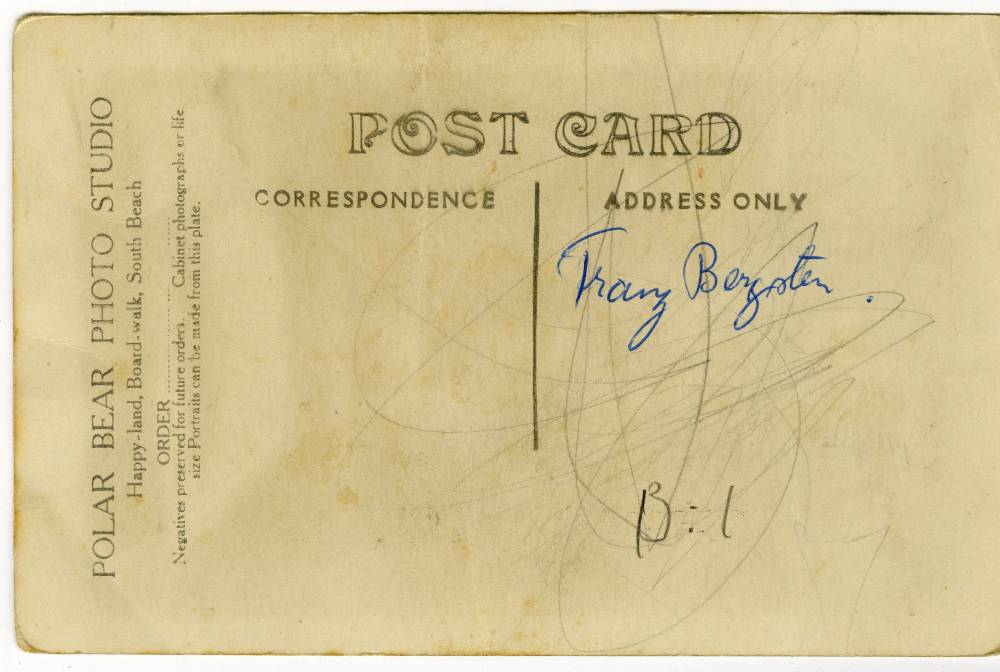 POLAR BEAR PHOTO STUDIO
Happy-land, Board-walk, South Beach
ORDER
Negatives preserved for future orders. Cabinet photographs or life
size Portraits can be made from this plate.
POST CARD
CORRESPONDENCE
ADDRESS ONLY
Franz Bergsten.
B:1